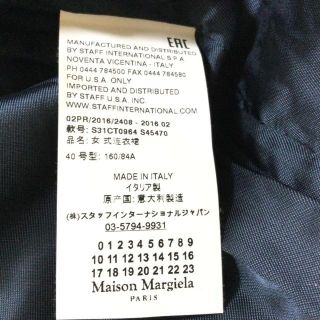 EAC
MANUFACTURED AND DISTRIBUTED
BY STAFF INTERNATIONAL S.P.A.
NOVENTA VICENTINA - ITALY
PH 0444 784500 FAX 0444 784580
FOR U.S.A. ONLY
IMPORTED AND DISTRIBUTED
BY STAFF U.S.A. INC.
WWW.STAFFINTERNATIONAL.COM
02PR/2016/2408 - 2016 02
款号: S31CT0964 S45470
品名: 女式连衣裙
40 号型: 160/84A
MADE IN ITALY
イタリア製
原产国: 意大利製造
(株)スタッフインターナショナルジャパン
03-5794-9931
0 1 2 3 4 5 6 7 8 9
10 11 12 13 14 15 16
17 18 19 20 21 22 23
Maison Margiela
PARIS